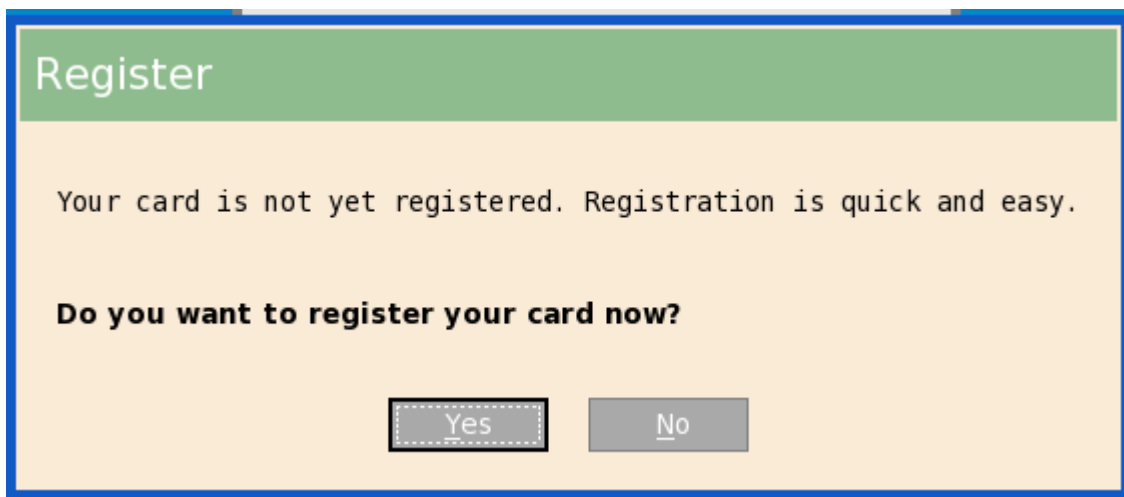 Register
Your card is not yet registered. Registration is quick and easy.
Do you want to register your card now?
Yes No